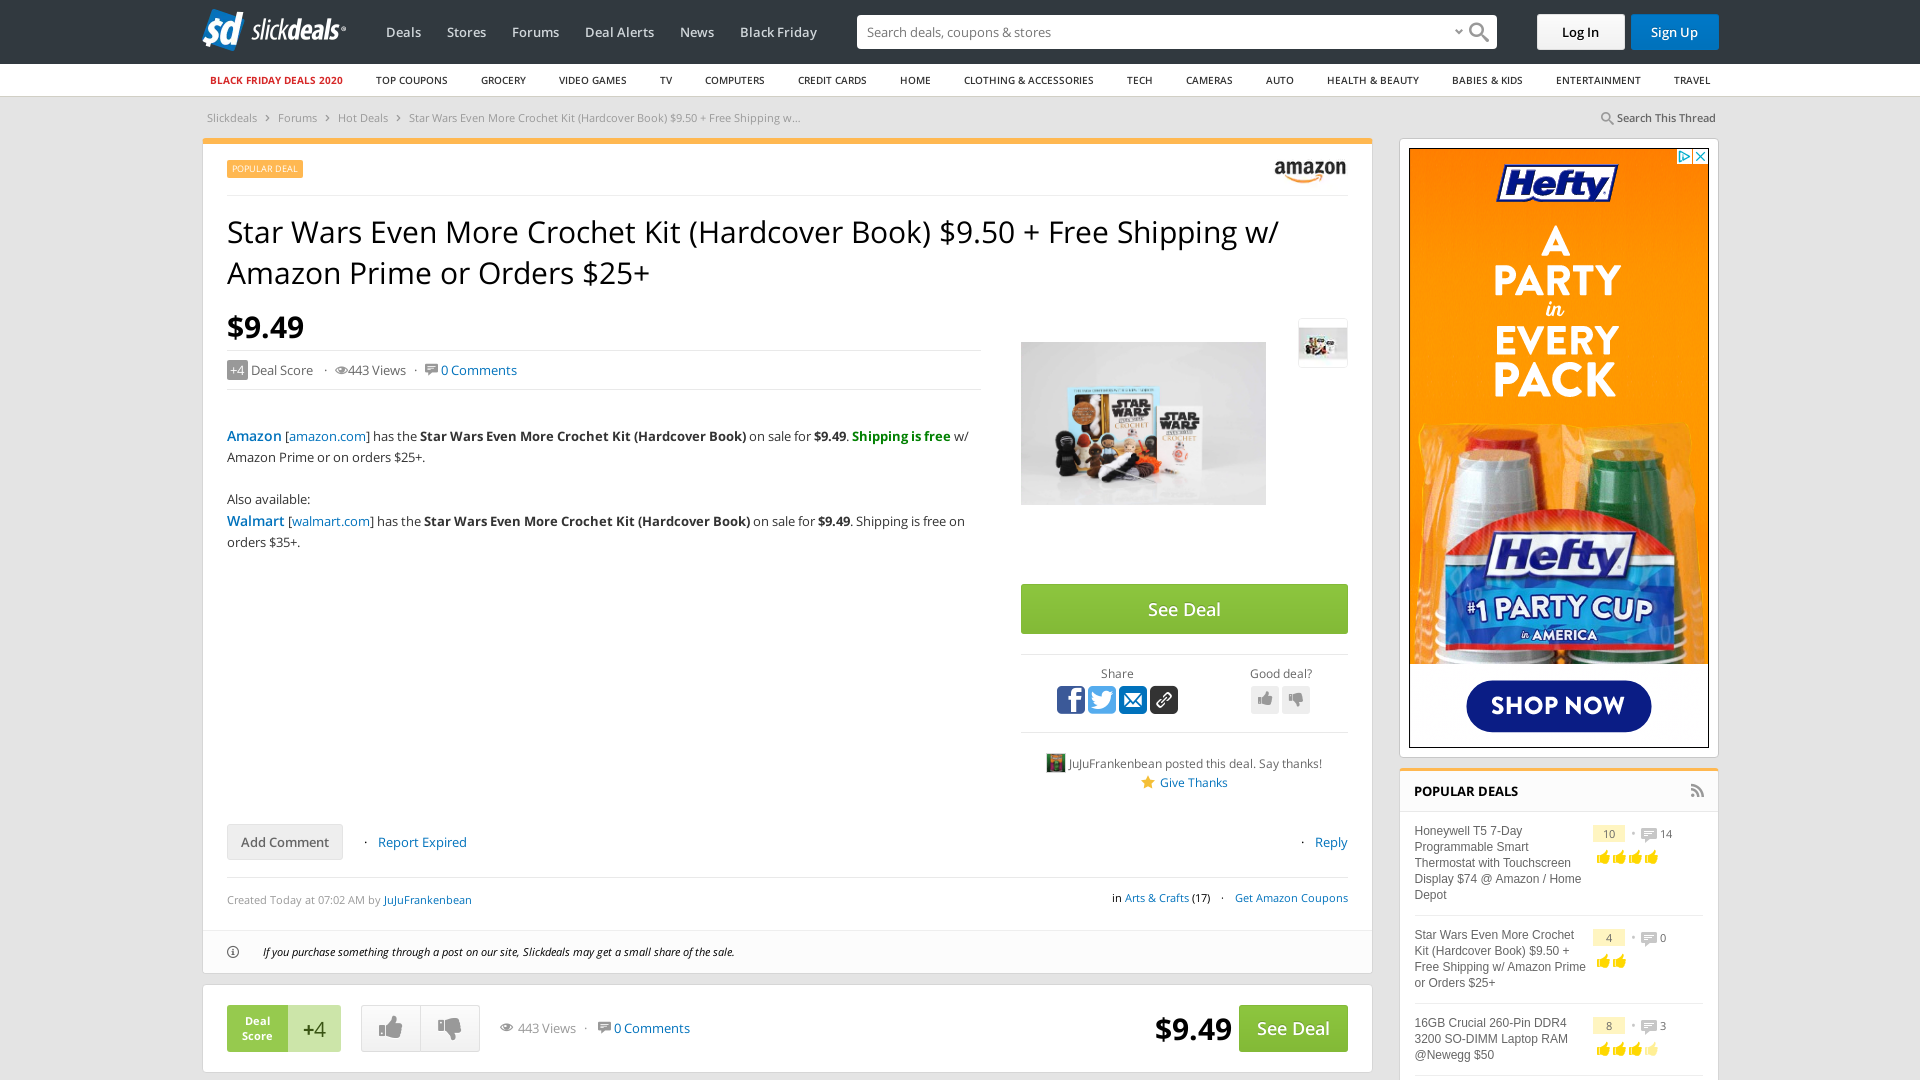 sd slickdeals
Deals Stores Forums Deal Alerts News Black Friday
Search deals, coupons & shops
Log In Sign Up
BLACK FRIDAY DEALS 2020 TOP COUPONS GROCERY VIDEO GAMES TV COMPUTERS CREDIT CARDS HOME CLOTHING & ACCESSORIES TECH CAMERAS AUTO HEALTH & BEAUTY BABIES & KIDS ENTERTAINMENT TRAVEL
Slickdeals › Forums › Hot Deals › Star Wars Even More Crochet Kit (Hardcover Book) $9.50 + Free Shipping w...
Search This Thread
POPULAR DEAL
amazon
Star Wars Even More Crochet Kit (Hardcover Book) $9.50 + Free Shipping w/
Amazon Prime or Orders $25+
$9.49
+4 Deal Score · 443 Views · 0 Comments
Amazon [amazon.com] has the Star Wars Even More Crochet Kit (Hardcover Book) on sale for $9.49. Shipping is free w/
Amazon Prime or on orders $25+.
Also available:
Walmart [walmart.com] has the Star Wars Even More Crochet Kit (Hardcover Book) on sale for $9.49. Shipping is free on
orders $35+.
STAR WARS
CROCHET
STAR WARS
CROCHET
See Deal
Share
Good deal?
JuJuFrankenbean posted this deal. Say thanks!
Give Thanks
Add Comment · Report Expired
· Reply
Created Today at 07:02 AM by JuJuFrankenbean
in Arts & Crafts (17) · Get Amazon Coupons
If you purchase something through a post on our site, Slickdeals may get a small share of the sale.
Deal
Score
+4
443 Views · 0 Comments
$9.49
See Deal
Hefty
A
PARTY
in
EVERY
PACK
Hefty
#1 PARTY CUP
in AMERICA
SHOP NOW
POPULAR DEALS
Honeywell T5 7-Day
Programmable Smart
Thermostat with Touchscreen
Display $74 @ Amazon / Home
Depot
10 • 14
Star Wars Even More Crochet
Kit (Hardcover Book) $9.50 +
Free Shipping w/ Amazon Prime
or Orders $25+
4 • 0
16GB Crucial 260-Pin DDR4
3200 SO-DIMM Laptop RAM
@Newegg $50
8 • 3